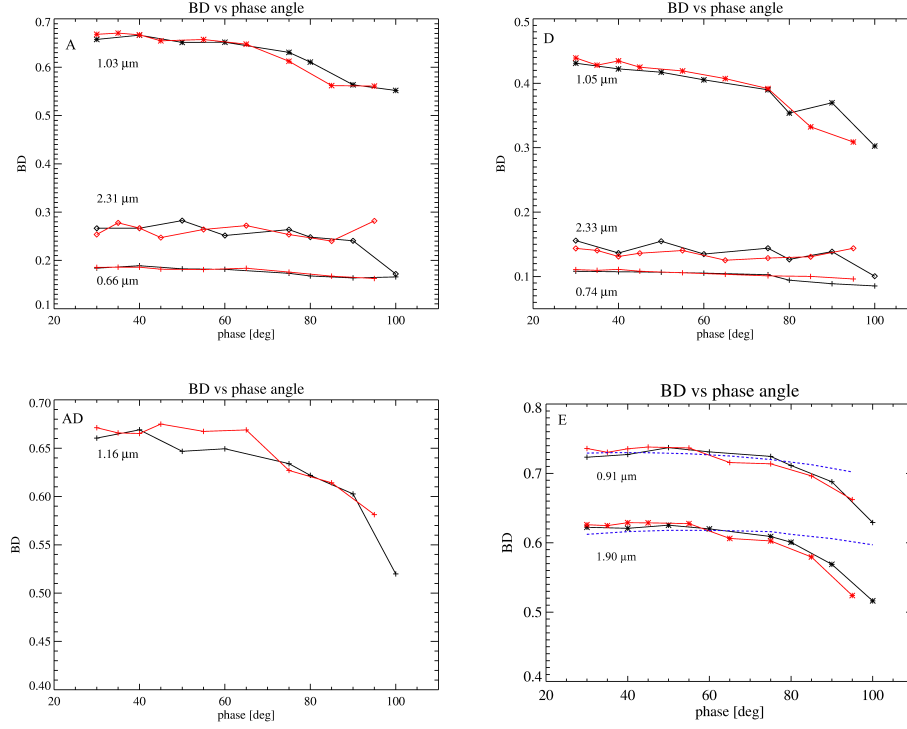 BD vs phase angle
A
1.03 µm
2.31 µm
0.66 µm
BD
0.7
0.6
0.5
0.4
0.3
0.2
0.1
20
40
60
80
100
phase [deg]
BD vs phase angle
D
1.05 µm
2.33 µm
0.74 µm
BD
0.5
0.4
0.3
0.2
0.1
20
40
60
80
100
phase [deg]
BD vs phase angle
AD
1.16 µm
BD
0.70
0.65
0.60
0.55
0.50
0.45
0.40
20
40
60
80
100
phase [deg]
BD vs phase angle
E
0.91 µm
1.90 µm
BD
0.8
0.7
0.6
0.5
0.4
20
40
60
80
100
phase [deg]